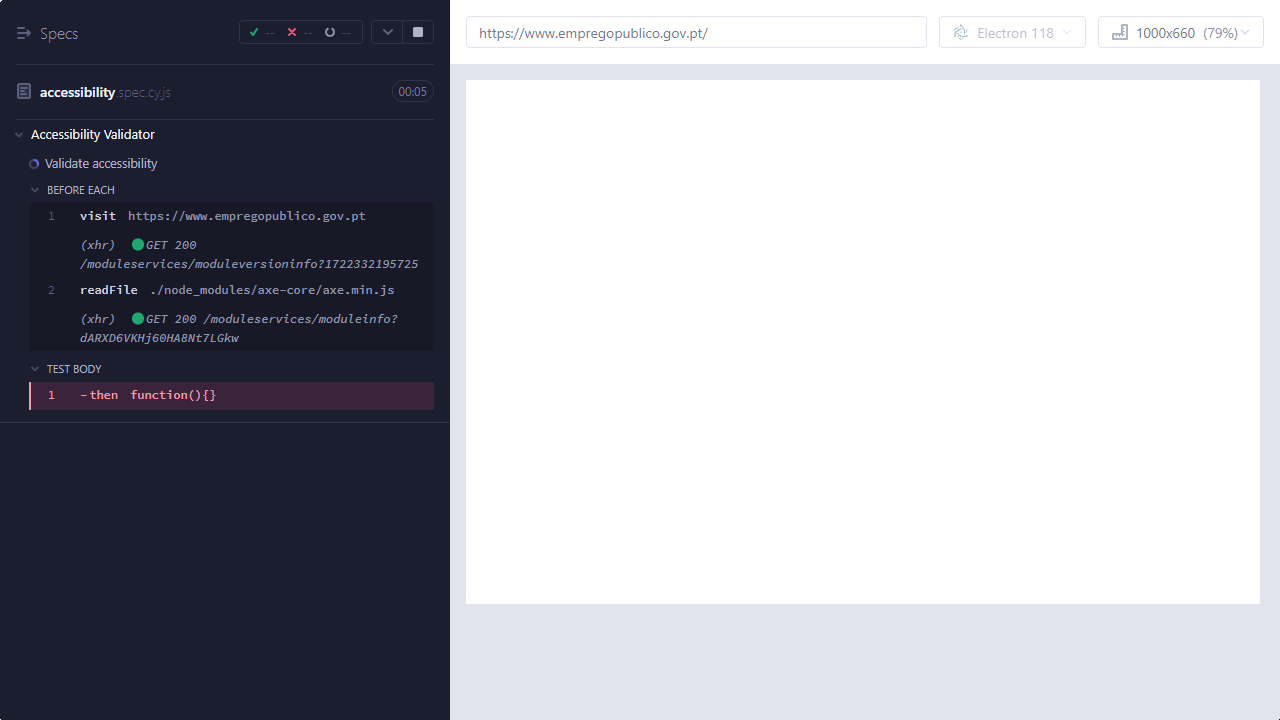 Specs
-- -- --
https://www.empregopublico.gov.pt/
Electron 118
1000x660 (79%)
accessibility.spec.cy.js
00:05
Accessibility Validator
Validate accessibility
BEFORE EACH
1 visit https://www.empregopublico.gov.pt
(xhr) GET 200
/moduleservices/moduleversioninfo?1722332195725
2 readFile ./node_modules/axe-core/axe.min.js
(xhr) GET 200 /moduleservices/moduleinfo?
dARXD6VKHj60HA8Nt7LGkw
TEST BODY
1 -then function(){}